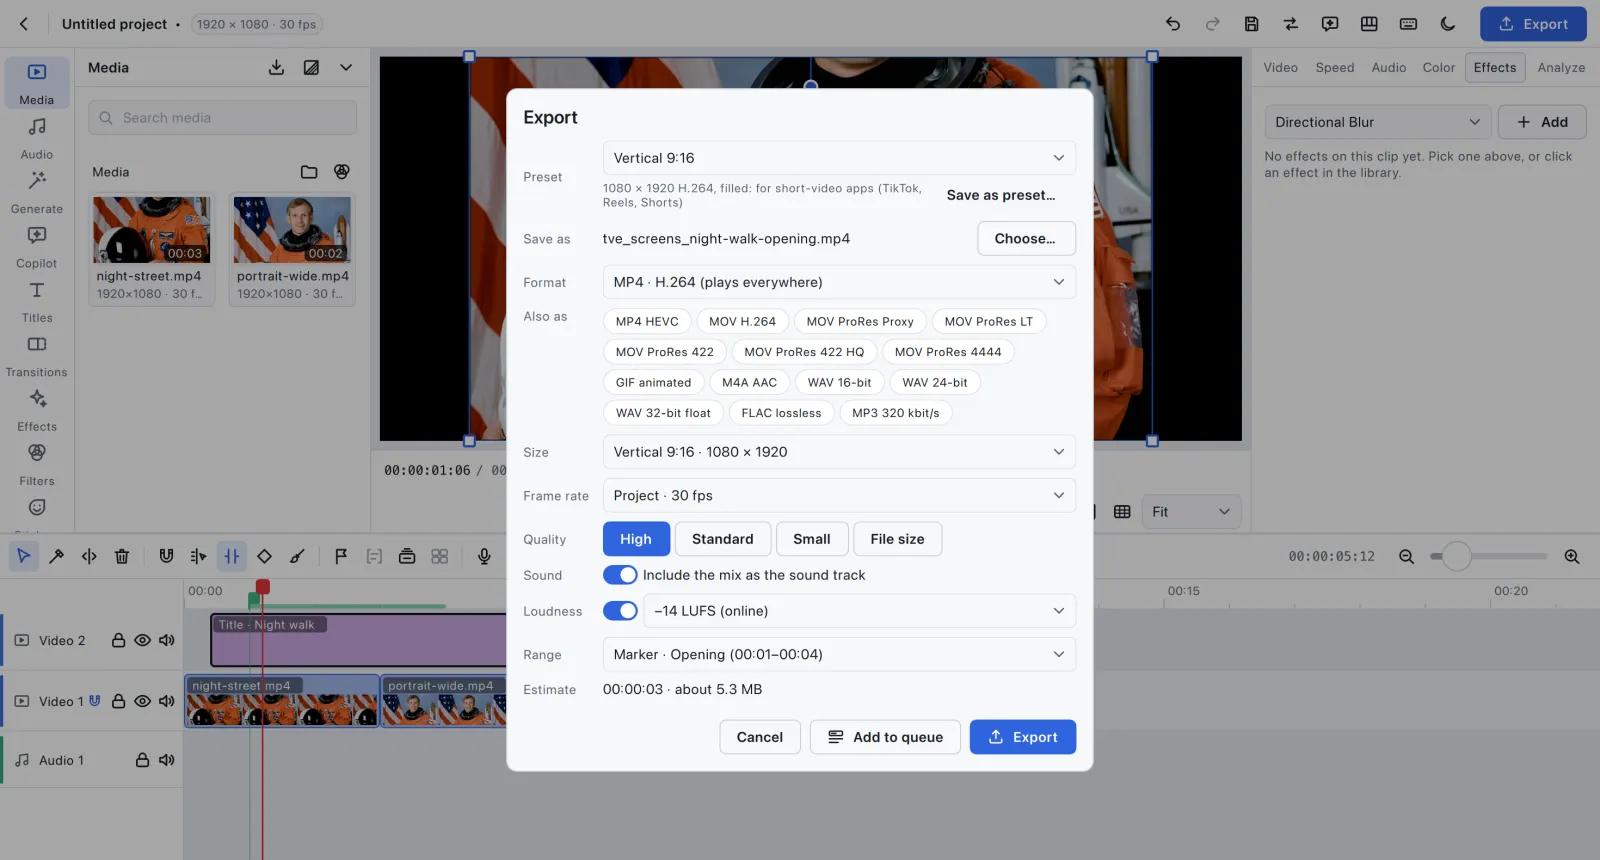 Untitled project • 1920 × 1080 · 30 fps
Export
Media
Media
Audio
Generate
Copilot
Titles
Transitions
Effects
Filters
Search media
Media
00:03
00:02
night-street.mp4
portrait-wide.mp4
1920×1080 · 30 f...
1920×1080 · 30 f...
USA
00:00:01:06 / 00
Fit
Video Speed Audio Color Effects Analyze
Directional Blur
Add
No effects on this clip yet. Pick one above, or click
an effect in the library.
Export
Preset
Vertical 9:16
1080 × 1920 H.264, filled: for short-video apps (TikTok,
Reels, Shorts)
Save as preset...
Save as tve_screens_night-walk-opening.mp4 Choose...
Format MP4 · H.264 (plays everywhere)
Also as MP4 HEVC MOV H.264 MOV ProRes Proxy MOV ProRes LT
MOV ProRes 422 MOV ProRes 422 HQ MOV ProRes 4444
GIF animated M4A AAC WAV 16-bit WAV 24-bit
WAV 32-bit float FLAC lossless MP3 320 kbit/s
Size Vertical 9:16 · 1080 × 1920
Frame rate Project · 30 fps
Quality High Standard Small File size
Sound Include the mix as the sound track
Loudness −14 LUFS (online)
Range Marker · Opening (00:01–00:04)
Estimate 00:00:03 · about 5.3 MB
Cancel Add to queue Export
00:00:05:12
00:00
00:15
00:20
Video 2
Title · Night walk
Video 1
night-street.mp4
portrait-wide.mp4
Audio 1